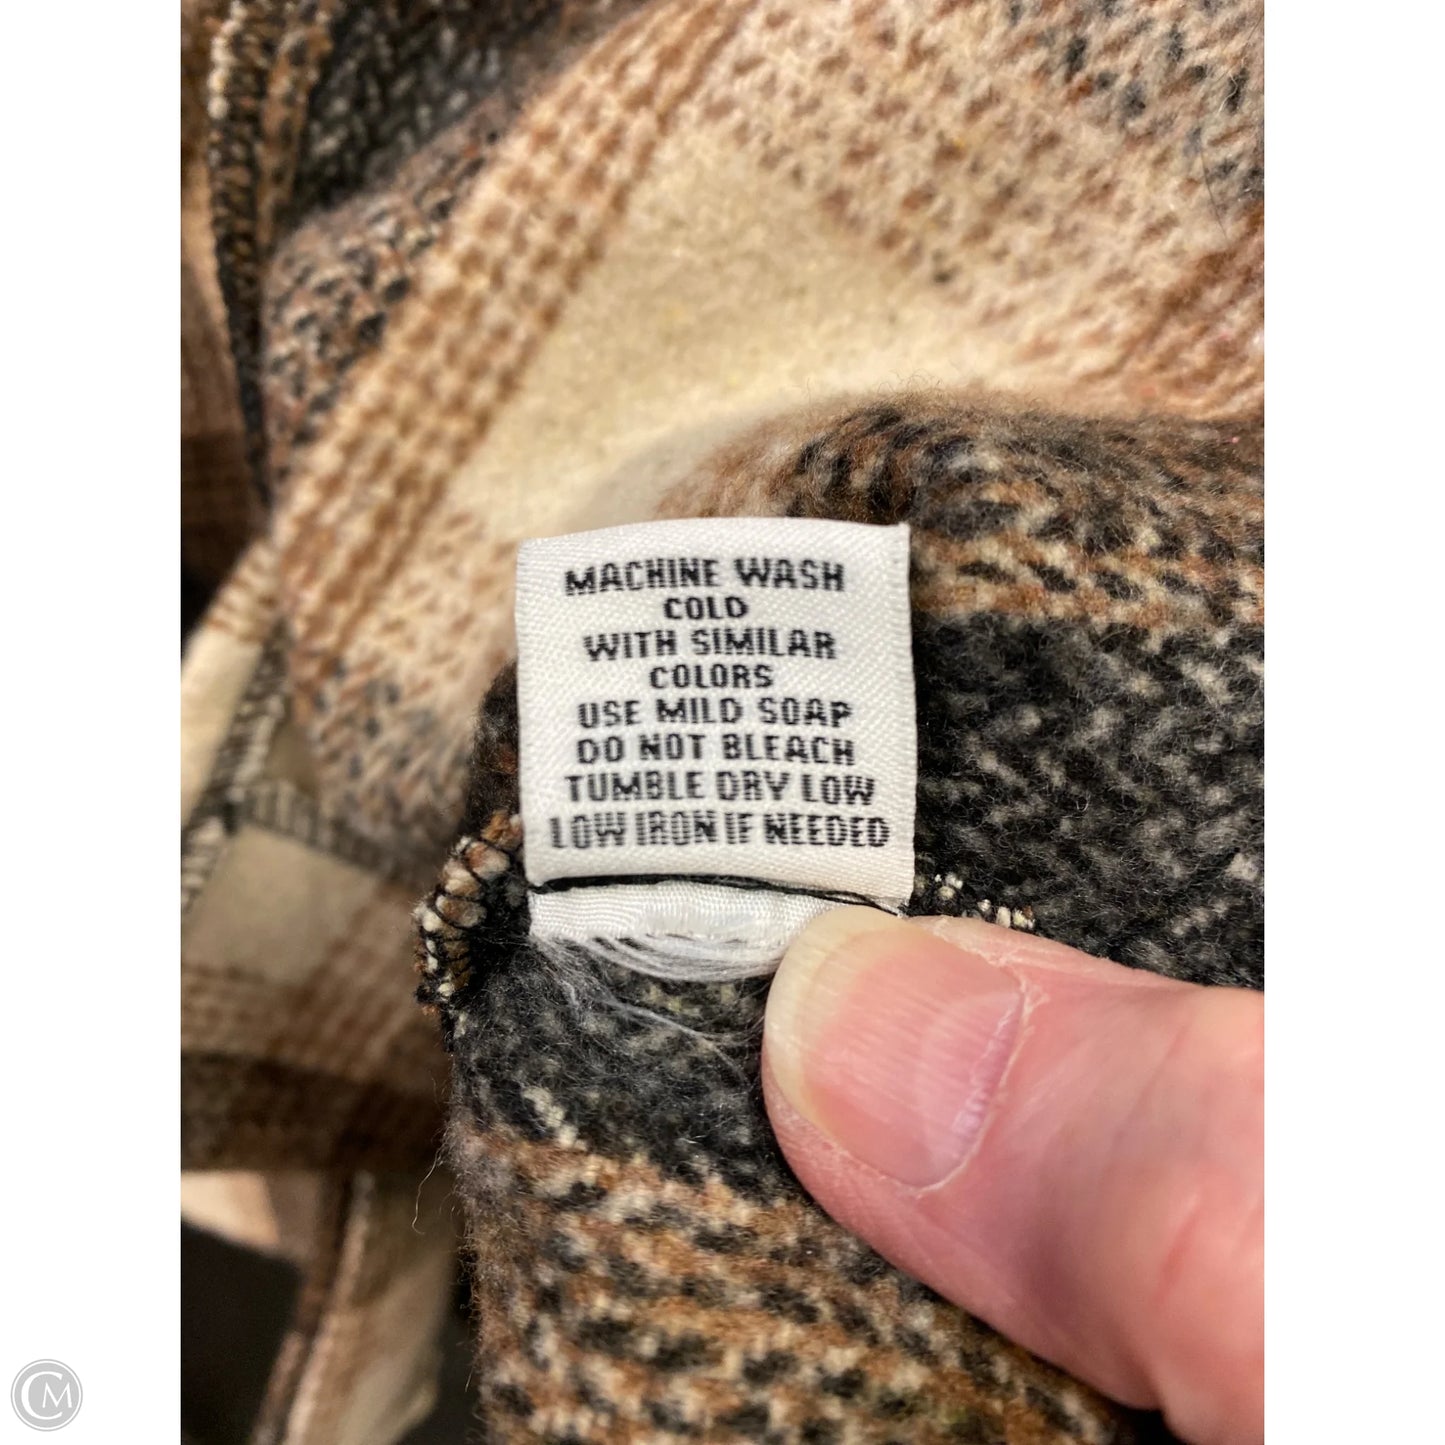 MACHINE WASH
COLD
WITH SIMILAR
COLORS
USE MILD SOAP
DO NOT BLEACH
TUMBLE DRY LOW
LOW IRON IF NEEDED
CM